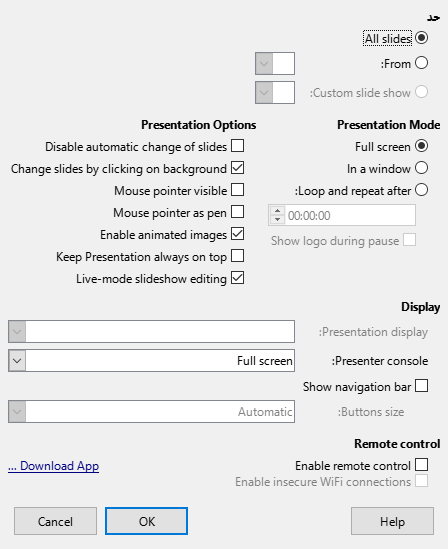 حد
All slides
From:
Custom slide show:
Presentation Mode
Full screen
In a window
Loop and repeat after:
00:00:00
Show logo during pause
Presentation Options
Disable automatic change of slides
Change slides by clicking on background
Mouse pointer visible
Mouse pointer as pen
Enable animated images
Keep Presentation always on top
Live-mode slideshow editing
Display
Presentation display:
Presenter console:
Full screen
Show navigation bar
Buttons size:
Automatic
Remote control
Enable remote control
Download App ...
Enable insecure WiFi connections
Help
OK
Cancel